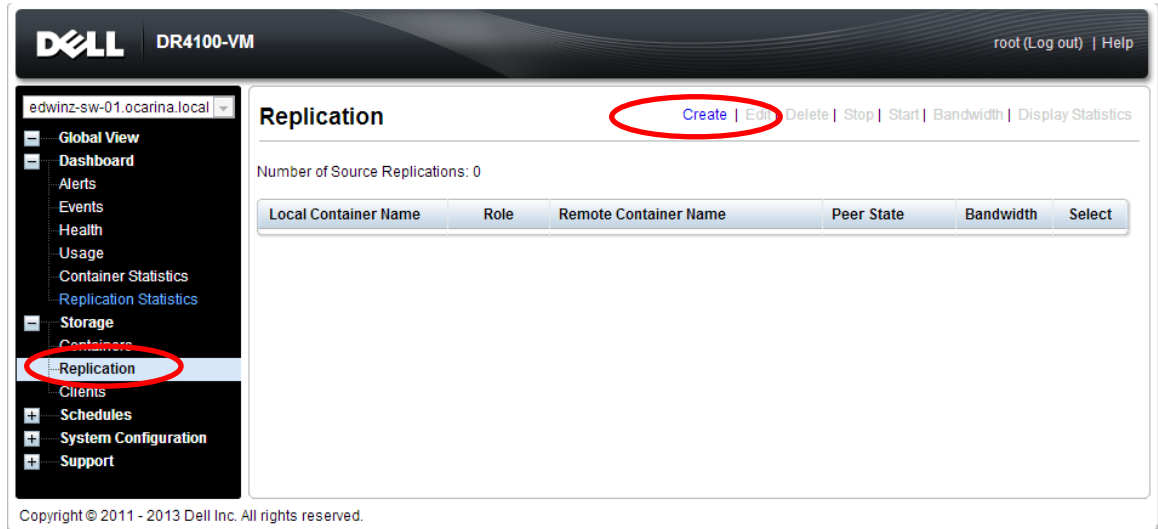 DELL DR4100-VM root (Log out) | Help
edwinz-sw-01.ocarina.local
Global View
Dashboard
Alerts
Events
Health
Usage
Container Statistics
Replication Statistics
Storage
Containers
Replication
Clients
Schedules
System Configuration
Support
Replication Create | Edit | Delete | Stop | Start | Bandwidth | Display Statistics
Number of Source Replications: 0
Local Container Name Role Remote Container Name Peer State Bandwidth Select
Copyright © 2011 - 2013 Dell Inc. All rights reserved.